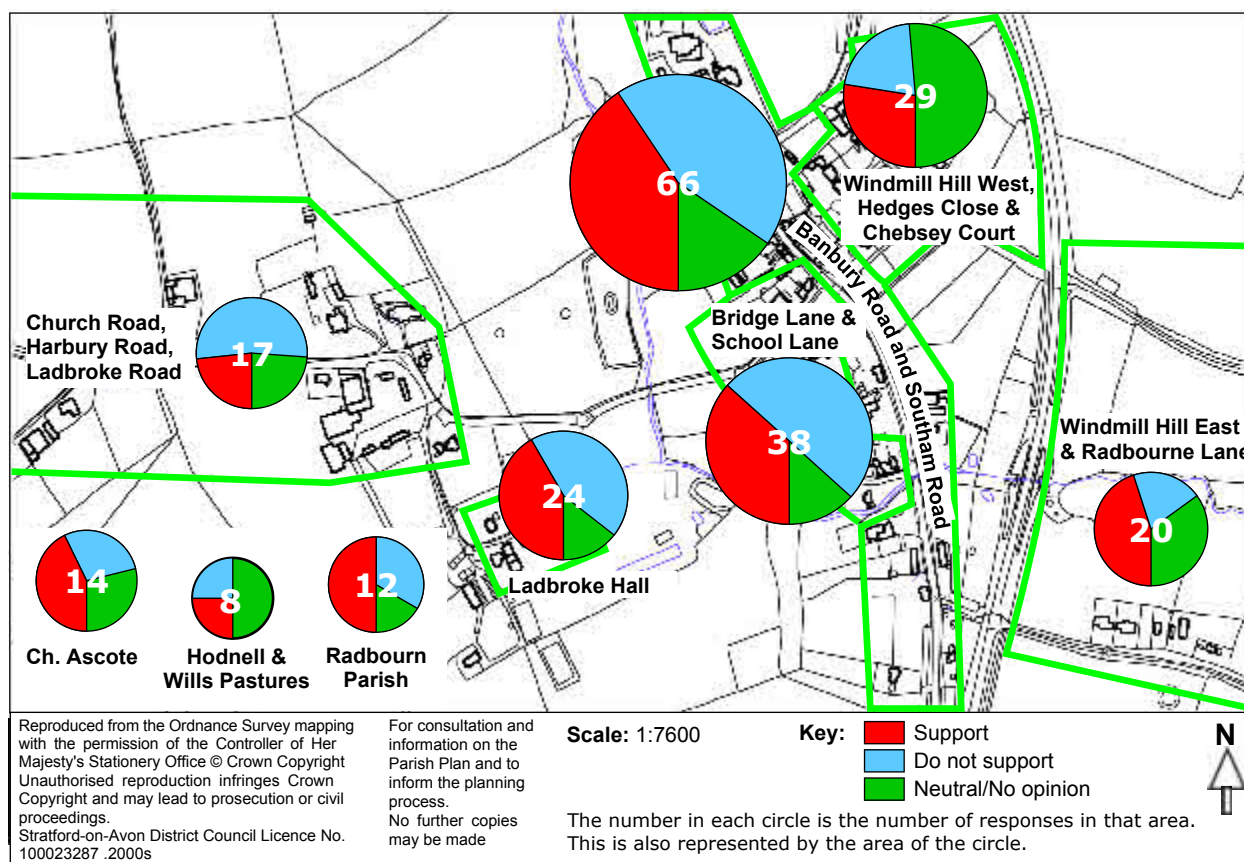 29
66
Windmill Hill West,
Hedges Close &
Chebsey Court
Banbury Road and Southam Road
Church Road,
Harbury Road,
Ladbroke Road
17
Bridge Lane &
School Lane
38
Windmill Hill East
& Radbourne Lane
20
24
Ladbroke Hall
14
Ch. Ascote
8
Hodnell &
Wills Pastures
12
Radbourn
Parish
Reproduced from the Ordnance Survey mapping
with the permission of the Controller of Her
Majesty's Stationery Office © Crown Copyright
Unauthorised reproduction infringes Crown
Copyright and may lead to prosecution or civil
proceedings.
Stratford-on-Avon District Council Licence No.
100023287 .2000s
For consultation and
information on the
Parish Plan and to
inform the planning
process.
No further copies
may be made
Scale: 1:7600
Key:
Support
Do not support
Neutral/No opinion
N
The number in each circle is the number of responses in that area.
This is also represented by the area of the circle.